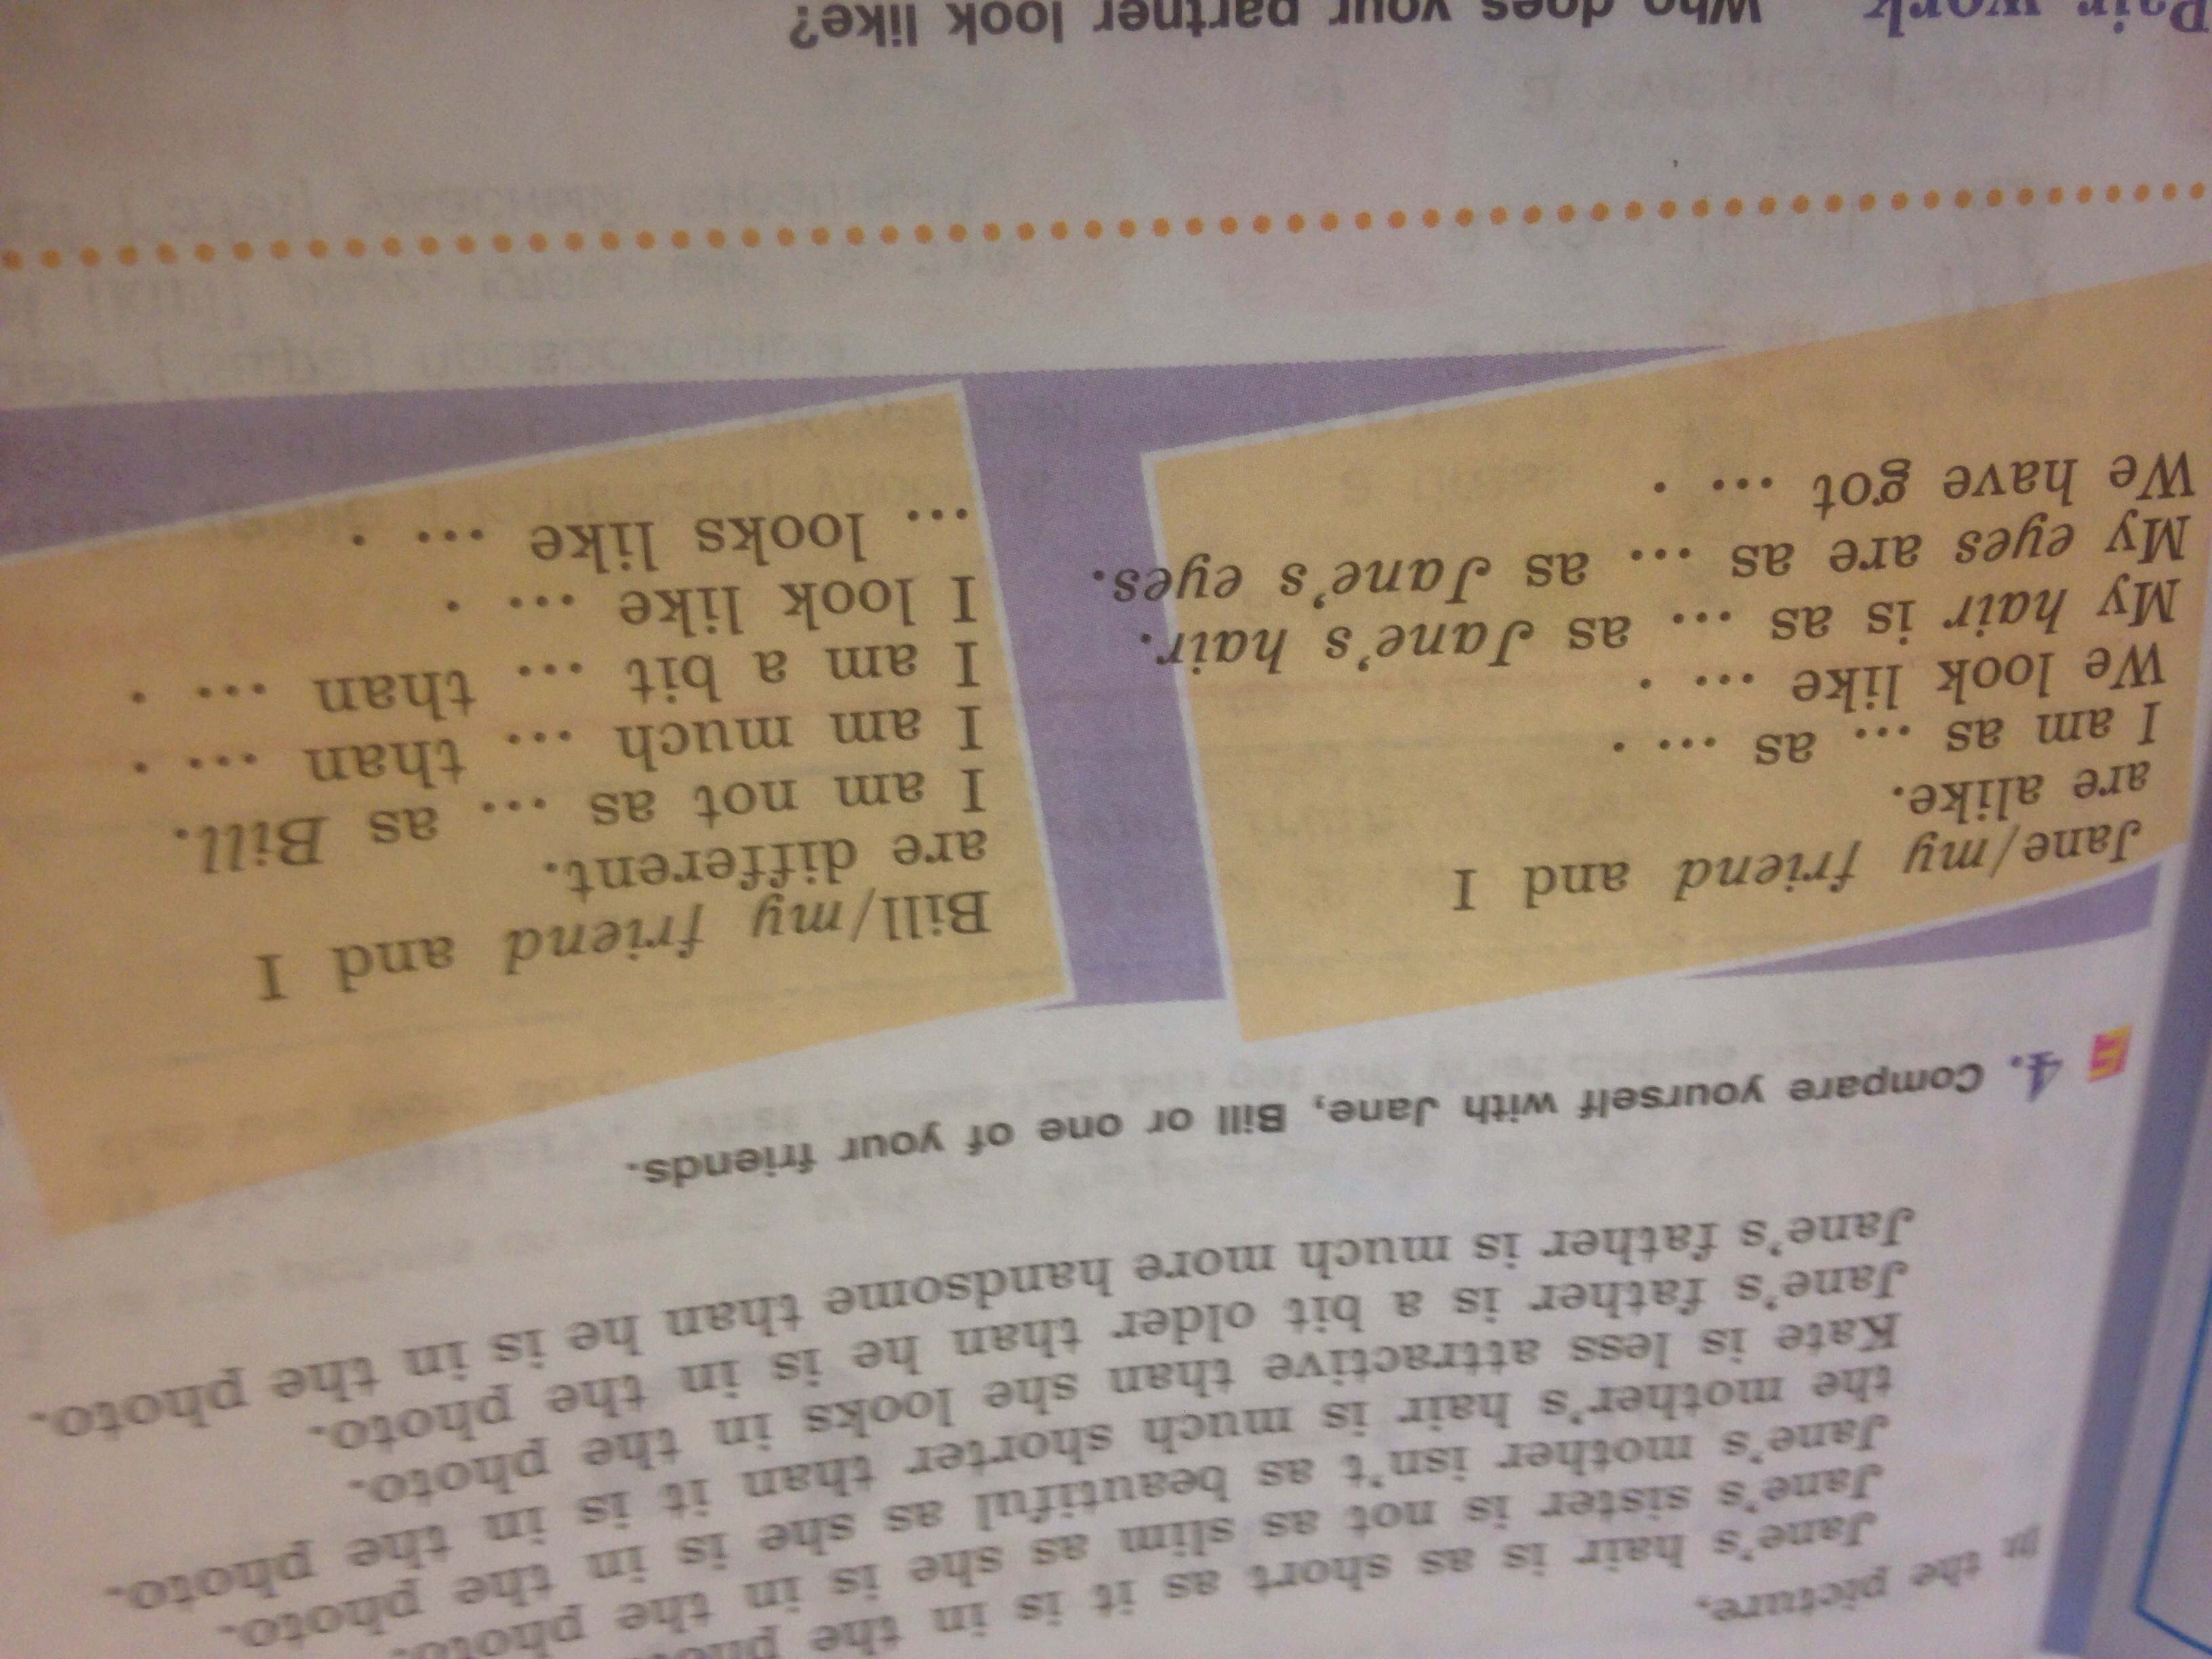 the picture,
Jane's hair is as short as it is in the
Jane's sister is not as slim as she is in the photo.
Jane's mother isn't as beautiful as she is in the photo.
the mother's hair is much shorter than it is in the photo.
Kate is less attractive than she looks in the photo.
Jane's father is a bit older than he is in the photo.
Jane's father is much more handsome than he is in the photo.
4. Compare yourself with Jane, Bill or one of your friends.
Jane/my friend and I
are alike.
I am as ... as ... .
We look like ... .
My hair is as ... as Jane's hair.
My eyes are as ... as Jane's eyes.
We have got ... .
Bill/my friend and I
are different.
I am not as ... as Bill.
I am much ... than ... .
I am a bit ... than ... .
I look like ... .
... looks like ... .
Pair work Who does your partner look like?